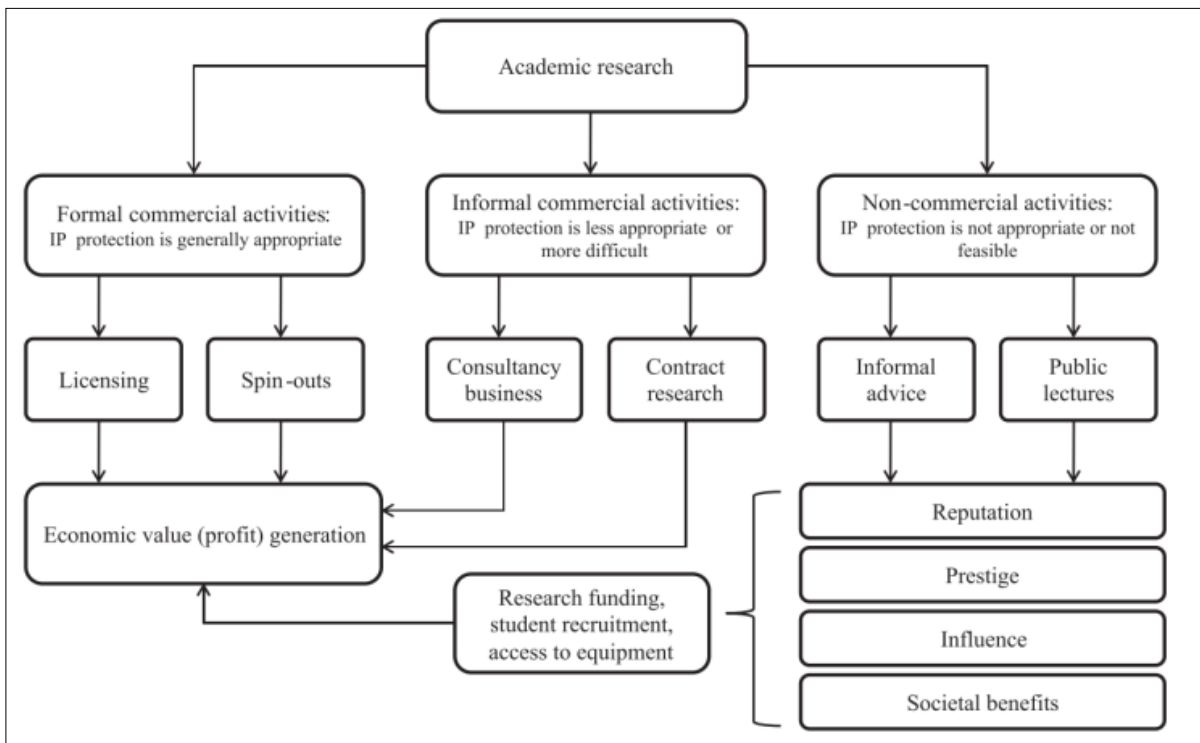 Academic research
Formal commercial activities:
IP protection is generally appropriate
Informal commercial activities:
IP protection is less appropriate or
more difficult
Non-commercial activities:
IP protection is not appropriate or not
feasible
Licensing
Spin-outs
Consultancy
business
Contract
research
Informal
advice
Public
lectures
Economic value (profit) generation
Research funding,
student recruitment,
access to equipment
Reputation
Prestige
Influence
Societal benefits